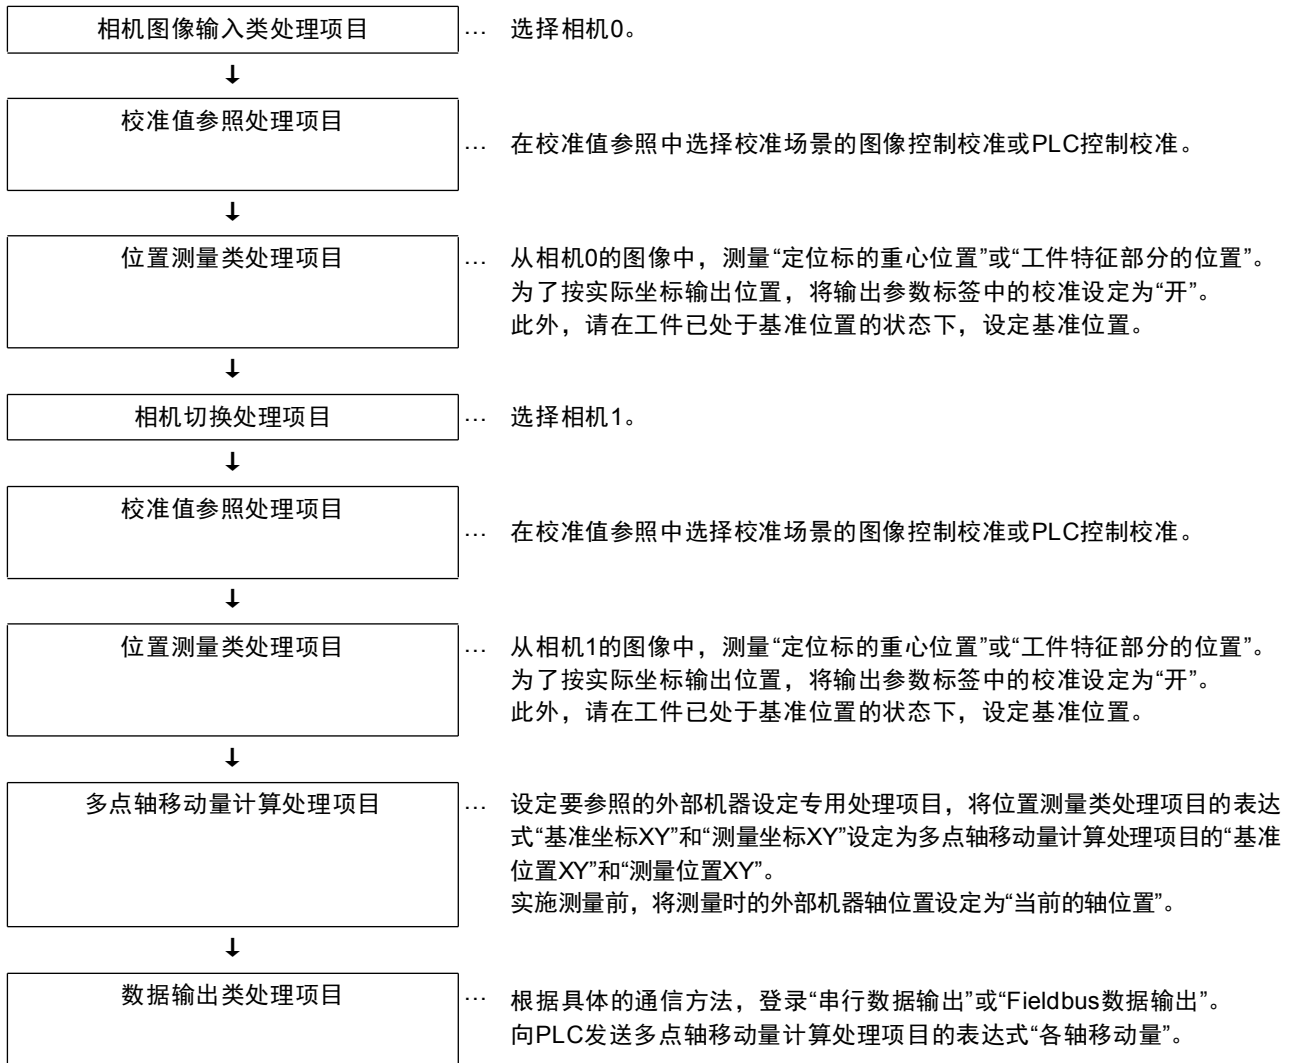 相机图像输入类处理项目 … 选择相机0。
↓
校准值参照处理项目
… 在校准值参照中选择校准场景的图像控制校准或PLC控制校准。
↓
位置测量类处理项目 … 从相机0的图像中，测量“定位标的重心位置”或“工件特征部分的位置”。
为了按实际坐标输出位置，将输出参数标签中的校准设定为“开”。
此外，请在工件已处于基准位置的状态下，设定基准位置。
↓
相机切换处理项目 … 选择相机1。
↓
校准值参照处理项目
… 在校准值参照中选择校准场景的图像控制校准或PLC控制校准。
↓
位置测量类处理项目 … 从相机1的图像中，测量“定位标的重心位置”或“工件特征部分的位置”。
为了按实际坐标输出位置，将输出参数标签中的校准设定为“开”。
此外，请在工件已处于基准位置的状态下，设定基准位置。
↓
多点轴移动量计算处理项目 … 设定要参照的外部机器设定专用处理项目，将位置测量类处理项目的表达
式“基准坐标XY”和“测量坐标XY”设定为多点轴移动量计算处理项目的“基准
位置XY”和“测量位置XY”。
实施测量前，将测量时的外部机器轴位置设定为“当前的轴位置”。
↓
数据输出类处理项目 … 根据具体的通信方法，登录“串行数据输出”或“Fieldbus数据输出”。
向PLC发送多点轴移动量计算处理项目的表达式“各轴移动量”。